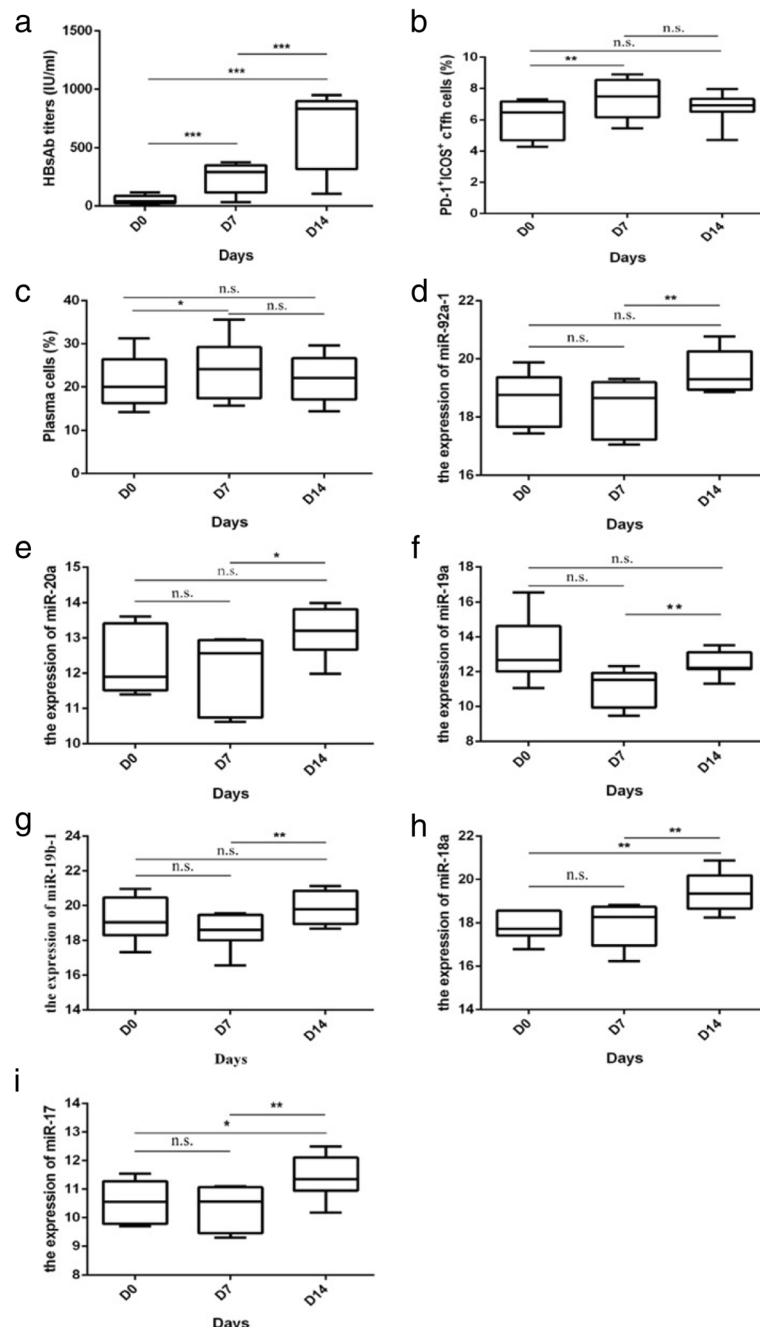 a
HBsAb titers (IU/ml)
1500
1000
500
0
***
***
***
D0
D7
D14
Days
b
PD-1⁺ICOS⁺ cTfh cells (%)
10
8
6
4
2
0
n.s.
n.s.
**
D0
D7
D14
Days
c
Plasma cells (%)
40
30
20
10
0
n.s.
*
n.s.
D0
D7
D14
Days
d
the expression of miR-92a-1
22
20
18
16
**
n.s.
n.s.
D0
D7
D14
Days
e
the expression of miR-20a
15
14
13
12
11
10
*
n.s.
n.s.
D0
D7
D14
Days
f
the expression of miR-19a
18
16
14
12
10
8
n.s.
n.s.
**
D0
D7
D14
Days
g
the expression of miR-19b-1
24
22
20
18
16
14
**
n.s.
n.s.
D0
D7
D14
Days
h
the expression of miR-18a
22
20
18
16
14
**
**
n.s.
D0
D7
D14
Days
i
the expression of miR-17
14
13
12
11
10
9
8
**
*
n.s.
D0
D7
D14
Days